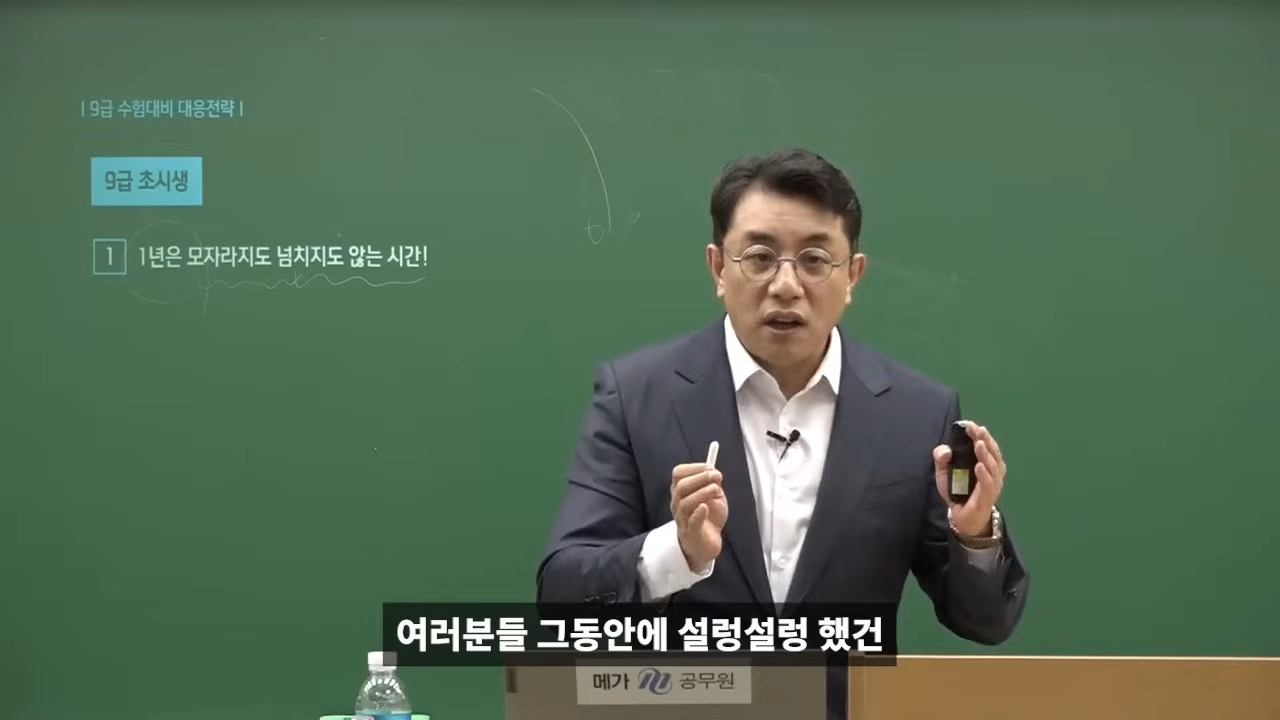 | 9급 수험대비 대응전략 |
9급 초시생
1 1년은 모자라지도 넘치지도 않는 시간!
여러분들 그동안에 설렁설렁 했건
메가 공무원